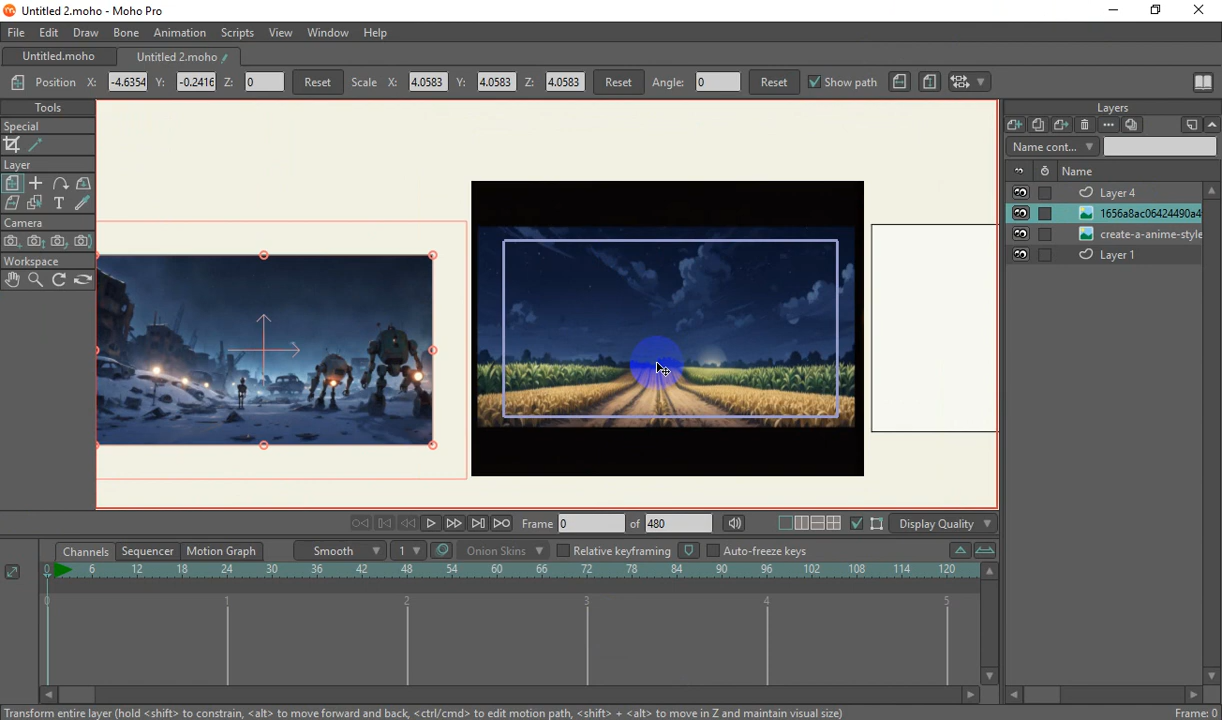 Untitled 2.moho - Moho Pro
File Edit Draw Bone Animation Scripts View Window Help
Untitled.moho Untitled 2.moho
Position X: -4.6354 Y: -0.2416 Z: 0 Reset Scale X: 4.0583 Y: 4.0583 Z: 4.0583 Reset Angle: 0 Reset Show path
Tools
Special
Layer
Camera
Workspace
Layers
Name cont...
Name
Layer 4
1656a8ac06424490a4
create-a-anime-style
Layer 1
Frame 0 of 480 Display Quality
Channels Sequencer Motion Graph Smooth 1 Onion Skins Relative keyframing Auto-freeze keys
0 6 12 18 24 30 36 42 48 54 60 66 72 78 84 90 96 102 108 114 120
0 1 2 3 4 5
Transform entire layer (hold <shift> to constrain, <alt> to move forward and back, <ctrl/cmd> to edit motion path, <shift> + <alt> to move in Z and maintain visual size) Frame: 0